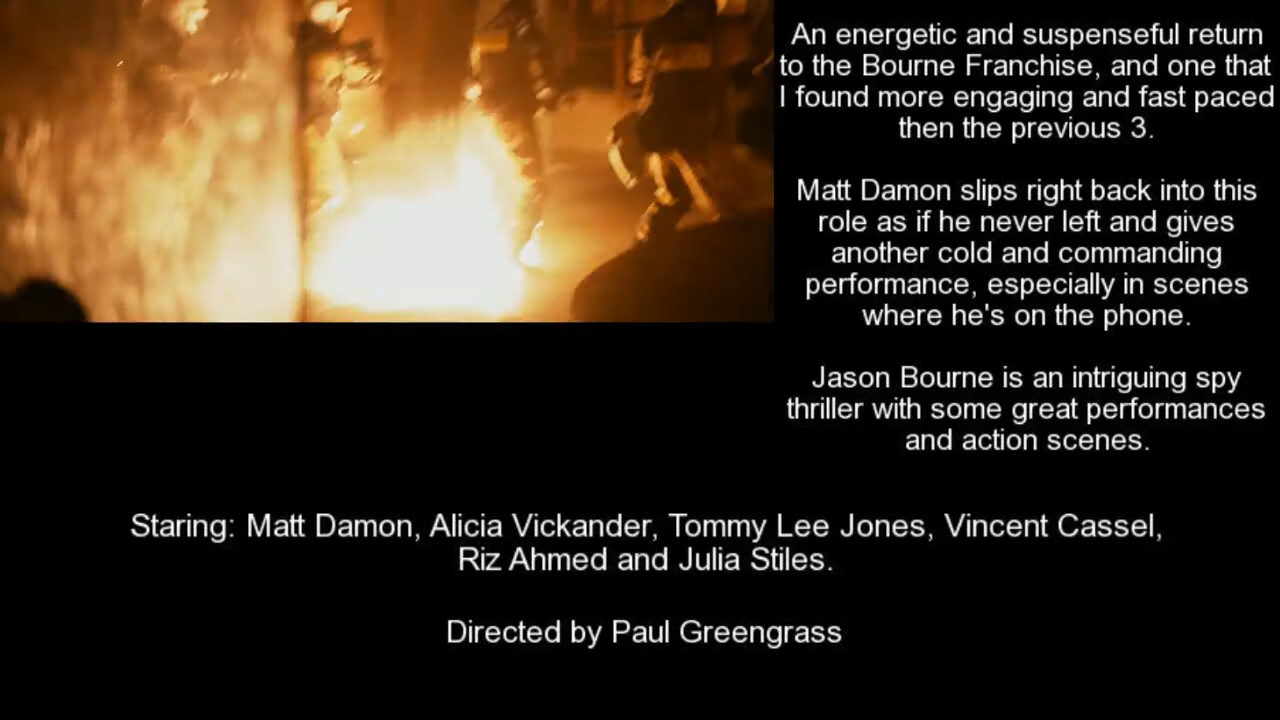 An energetic and suspenseful return
to the Bourne Franchise, and one that
I found more engaging and fast paced
then the previous 3.
Matt Damon slips right back into this
role as if he never left and gives
another cold and commanding
performance, especially in scenes
where he's on the phone.
Jason Bourne is an intriguing spy
thriller with some great performances
and action scenes.
Staring: Matt Damon, Alicia Vickander, Tommy Lee Jones, Vincent Cassel,
Riz Ahmed and Julia Stiles.
Directed by Paul Greengrass